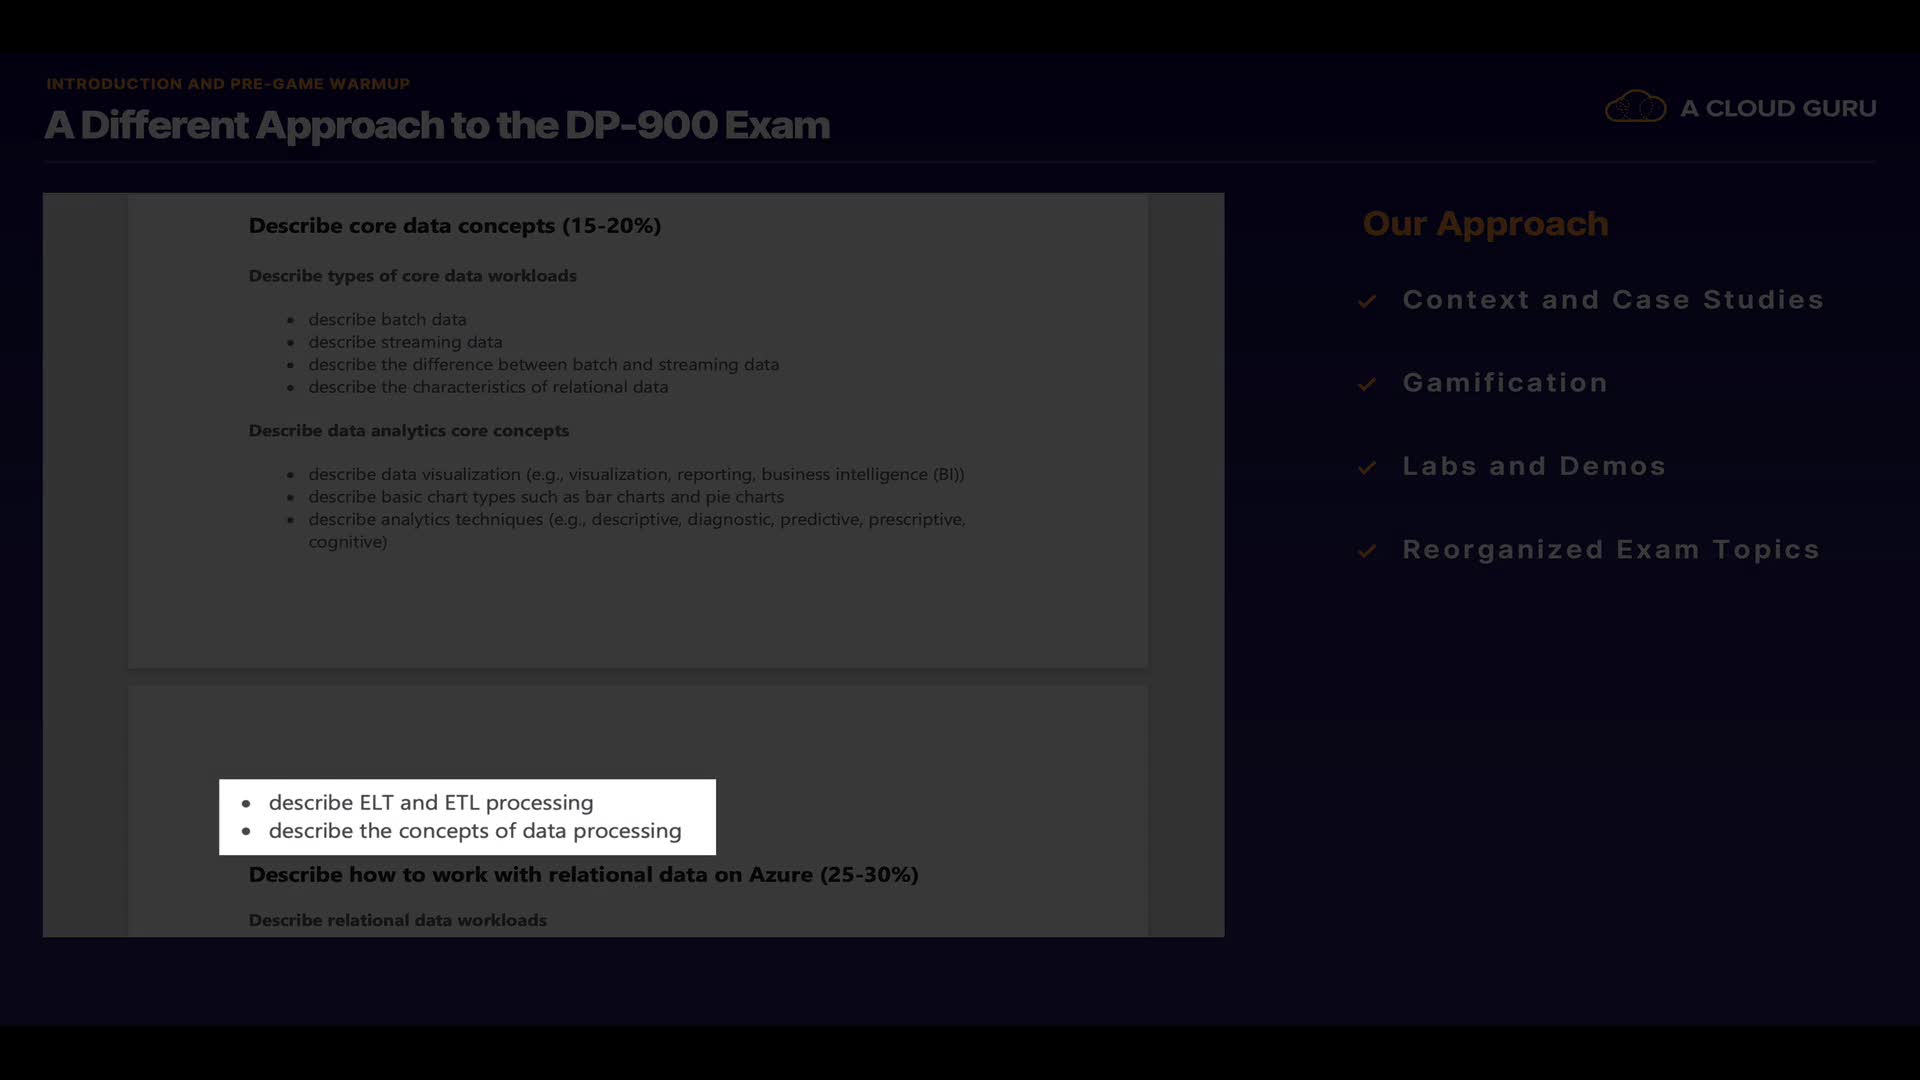 INTRODUCTION AND PRE-GAME WARMUP
A Different Approach to the DP-900 Exam
A CLOUD GURU
Describe core data concepts (15-20%)
Describe types of core data workloads
• describe batch data
• describe streaming data
• describe the difference between batch and streaming data
• describe the characteristics of relational data
Describe data analytics core concepts
• describe data visualization (e.g., visualization, reporting, business intelligence (BI))
• describe basic chart types such as bar charts and pie charts
• describe analytics techniques (e.g., descriptive, diagnostic, predictive, prescriptive,
cognitive)
• describe ELT and ETL processing
• describe the concepts of data processing
Describe how to work with relational data on Azure (25-30%)
Describe relational data workloads
Our Approach
✓ Context and Case Studies
✓ Gamification
✓ Labs and Demos
✓ Reorganized Exam Topics